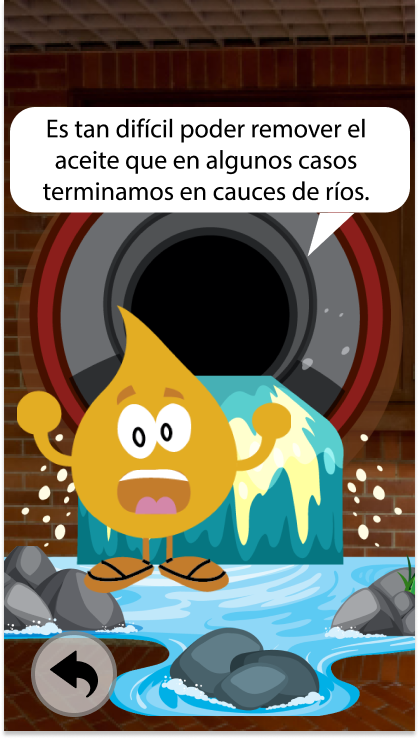 Es tan difícil poder remover el
aceite que en algunos casos
terminamos en cauces de ríos.